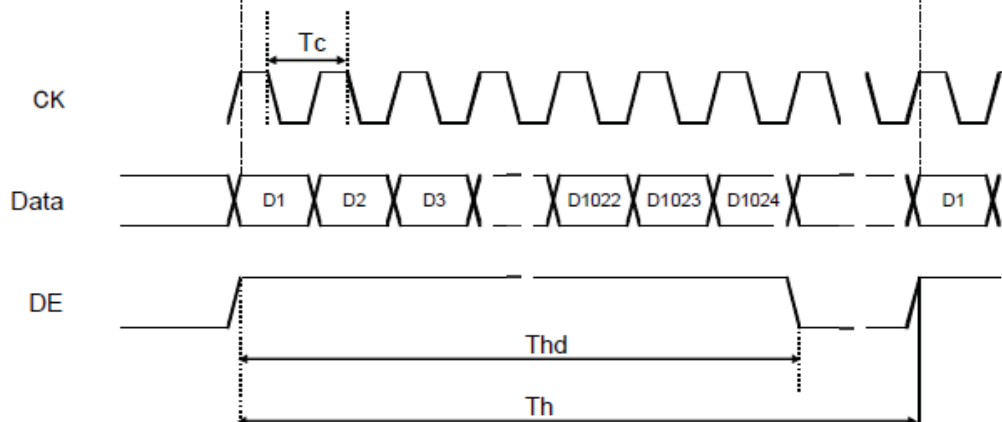 Tc
CK
Data D1 D2 D3 D1022 D1023 D1024 D1
DE
Thd
Th